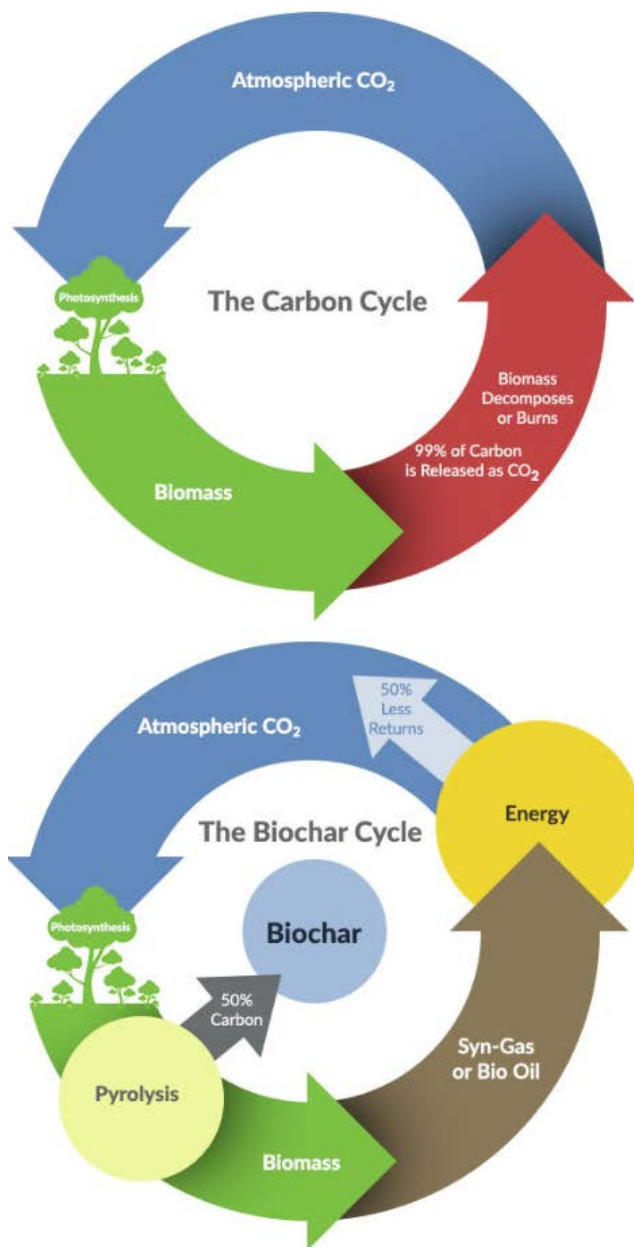 Atmospheric CO₂
Photosynthesis
The Carbon Cycle
Biomass
Decomposes
or Burns
99% of Carbon
is Released as CO₂
Biomass
50%
Less
Returns
Atmospheric CO₂
Energy
The Biochar Cycle
Photosynthesis
Biochar
50%
Carbon
Syn-Gas
or Bio Oil
Pyrolysis
Biomass